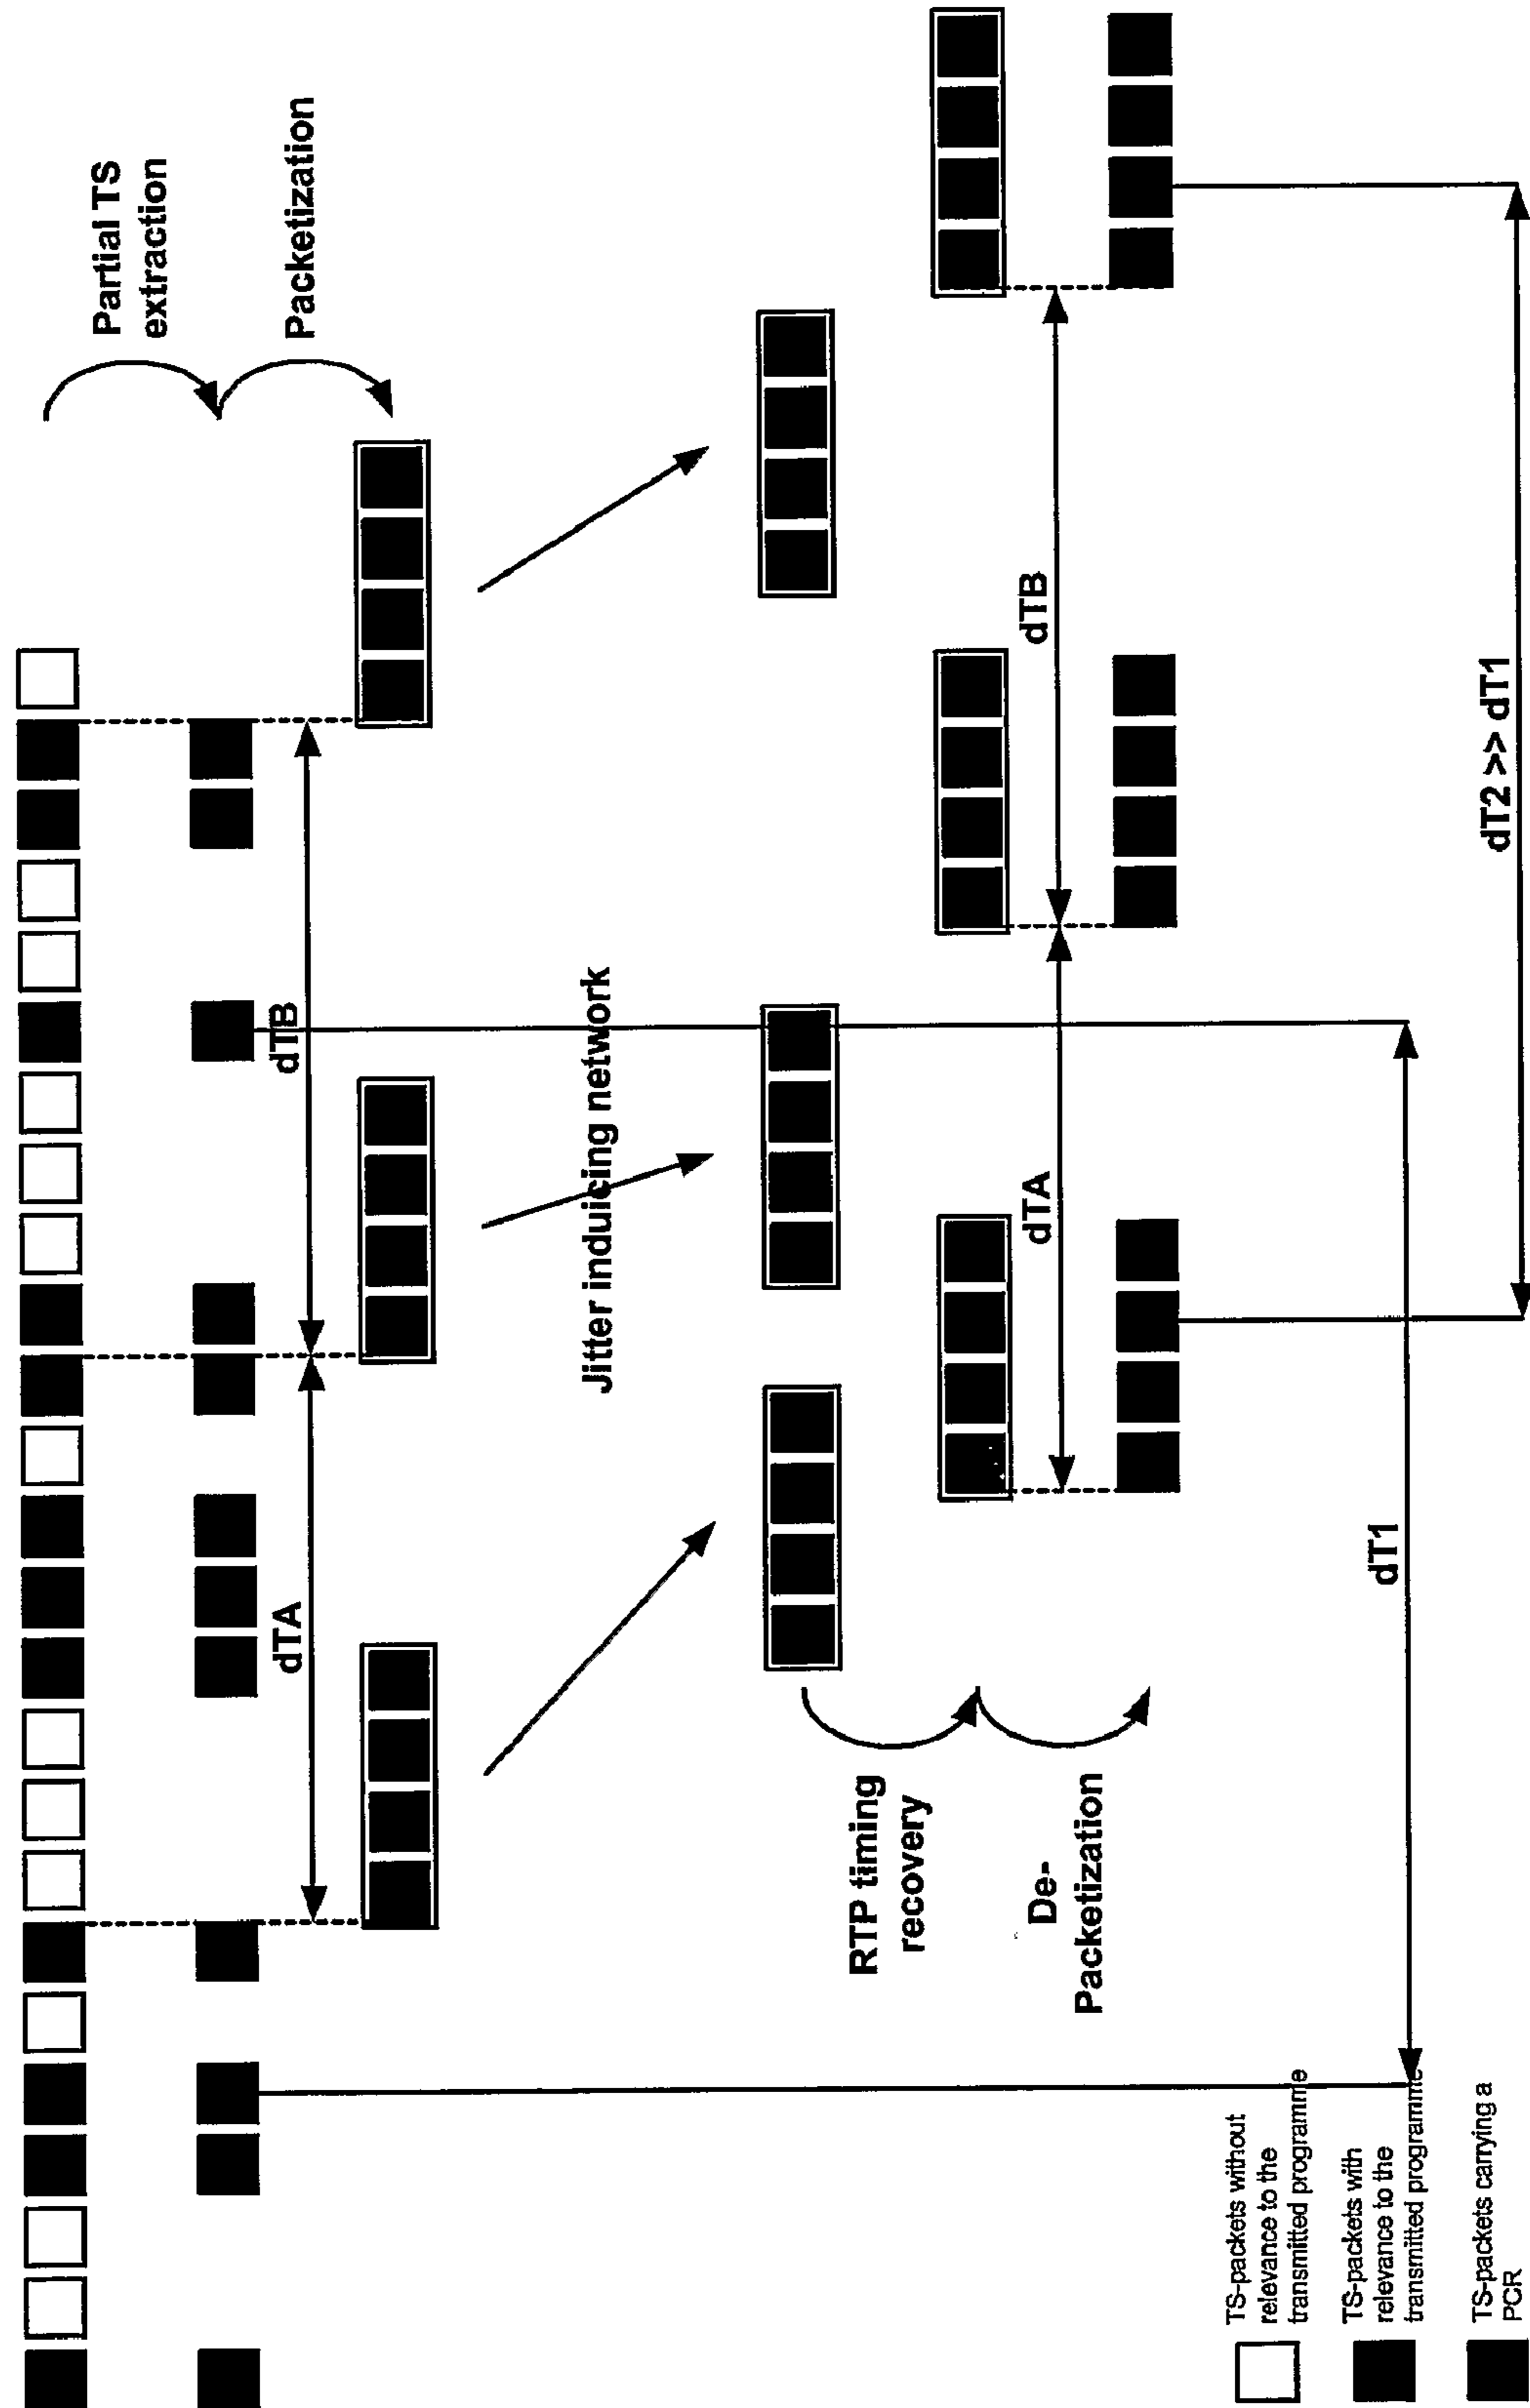 Partial TS
extraction
Packetization
dTA
dTB
Jitter induicing network
RTP timing
recovery
De-
Packetization
dTA
dTB
dT1
dT2 >> dT1
TS-packets without
relevance to the
transmitted programme
TS-packets with
relevance to the
transmitted programme
TS-packets carrying a
PCR